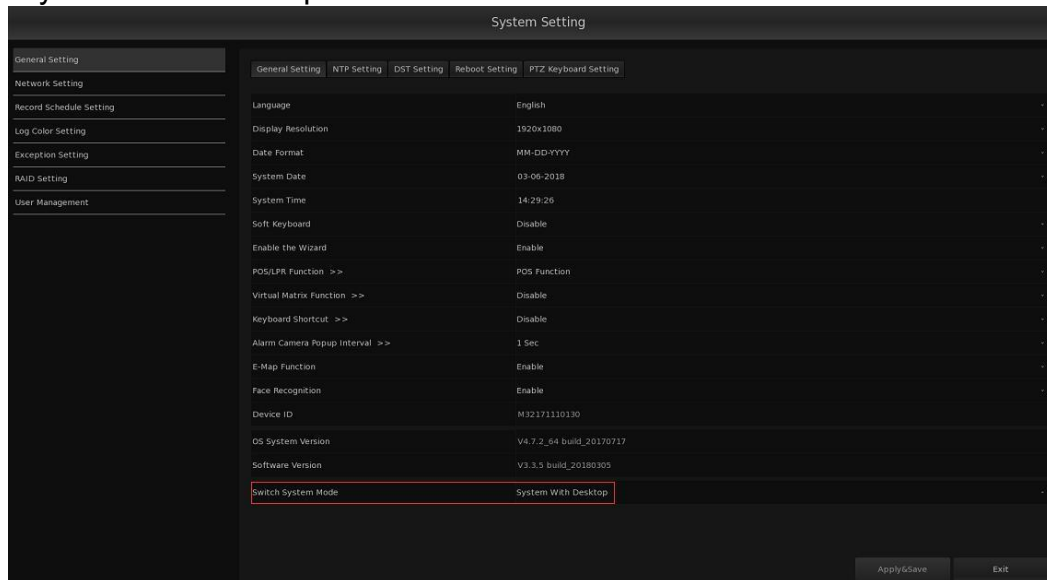 System Setting
General Setting
Network Setting
Record Schedule Setting
Log Color Setting
Exception Setting
RAID Setting
User Management
General Setting NTP Setting DST Setting Reboot Setting PTZ Keyboard Setting
Language English
Display Resolution 1920x1080
Date Format MM-DD-YYYY
System Date 03-06-2018
System Time 14:29:26
Soft Keyboard Disable
Enable the Wizard Enable
POS/LPR Function >> POS Function
Virtual Matrix Function >> Disable
Keyboard Shortcut >> Disable
Alarm Camera Popup Interval >> 1 Sec
E-Map Function Enable
Face Recognition Enable
Device ID M32171110130
OS System Version V4.7.2_64 build_20170717
Software Version V3.3.5 build_20180305
Switch System Mode System With Desktop
Apply&Save Exit